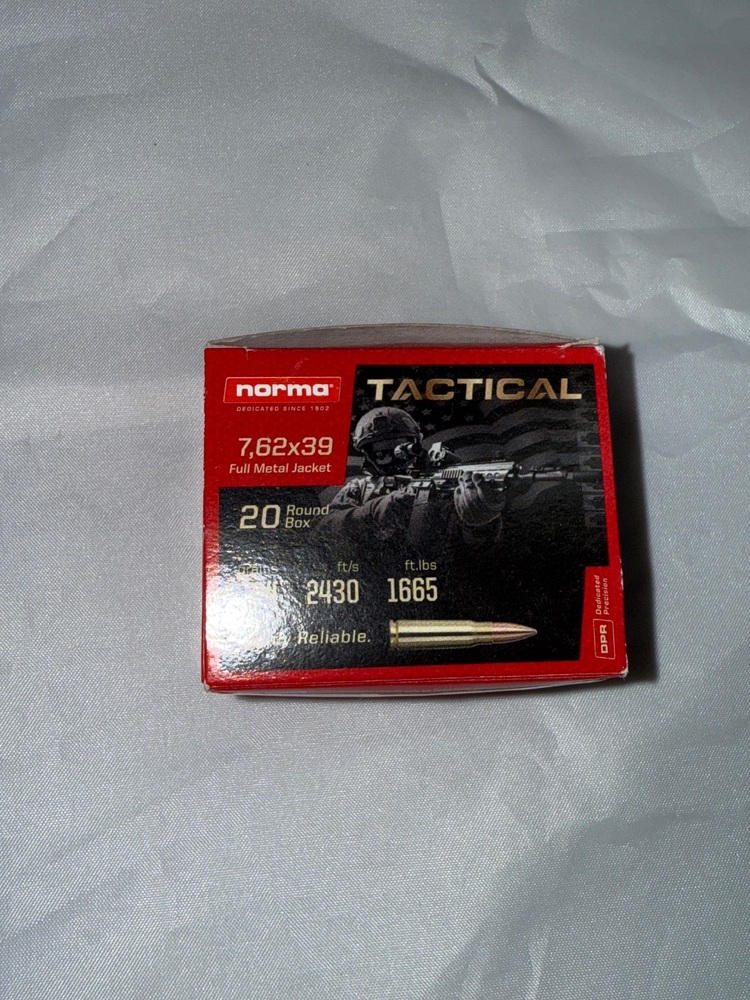 norma
TACTICAL
DEDICATED SINCE 1902
7,62x39
Full Metal Jacket
20 Round
Box
ft/s ft.lbs
2430 1665
Reliable.
Dedicated
Precision
DPR